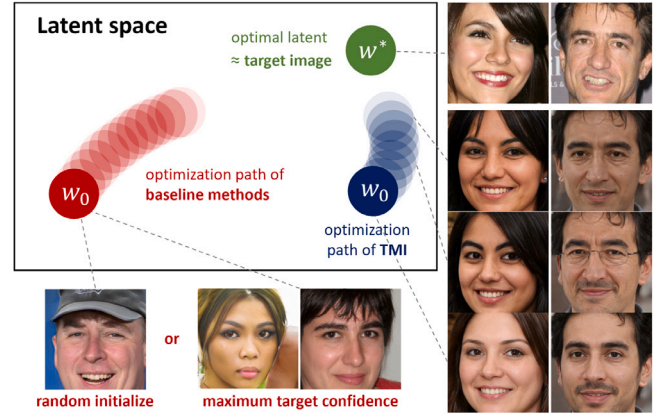 Latent space
optimal latent
≈ target image
w*
optimization path of
baseline methods
w₀
w₀
optimization
path of TMI
or
random initialize
maximum target confidence